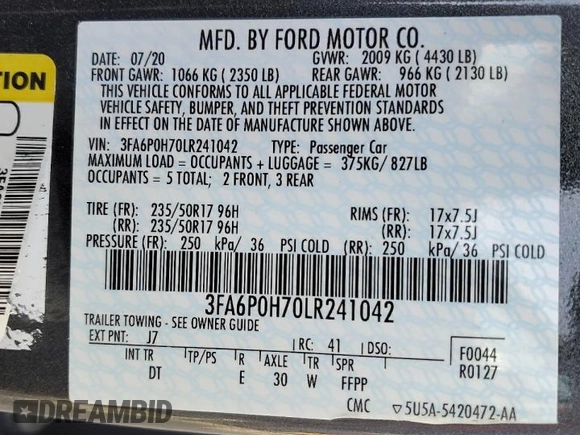 MFD. BY FORD MOTOR CO.
DATE: 07/20 GVWR: 2009 KG ( 4430 LB)
FRONT GAWR: 1066 KG ( 2350 LB) REAR GAWR: 966 KG ( 2130 LB)
THIS VEHICLE CONFORMS TO ALL APPLICABLE FEDERAL MOTOR
VEHICLE SAFETY, BUMPER, AND THEFT PREVENTION STANDARDS
IN EFFECT ON THE DATE OF MANUFACTURE SHOWN ABOVE.
VIN: 3FA6P0H70LR241042 TYPE: Passenger Car
MAXIMUM LOAD = OCCUPANTS + LUGGAGE = 375KG/ 827LB
OCCUPANTS = 5 TOTAL; 2 FRONT, 3 REAR
TIRE (FR): 235/50R17 96H RIMS (FR): 17x7.5J
(RR): 235/50R17 96H (RR): 17x7.5J
PRESSURE (FR): 250 kPa/ 36 PSI COLD (RR): 250 kPa/ 36 PSI COLD
3FA6P0H70LR241042
TRAILER TOWING - SEE OWNER GUIDE
EXT PNT: J7 RC: 41 DSO: F0044
INT TR TP/PS R AXLE TR SPR R0127
DT E 30 W FFPP
CMC ▽5U5A-5420472-AA
TION
DREAMBID